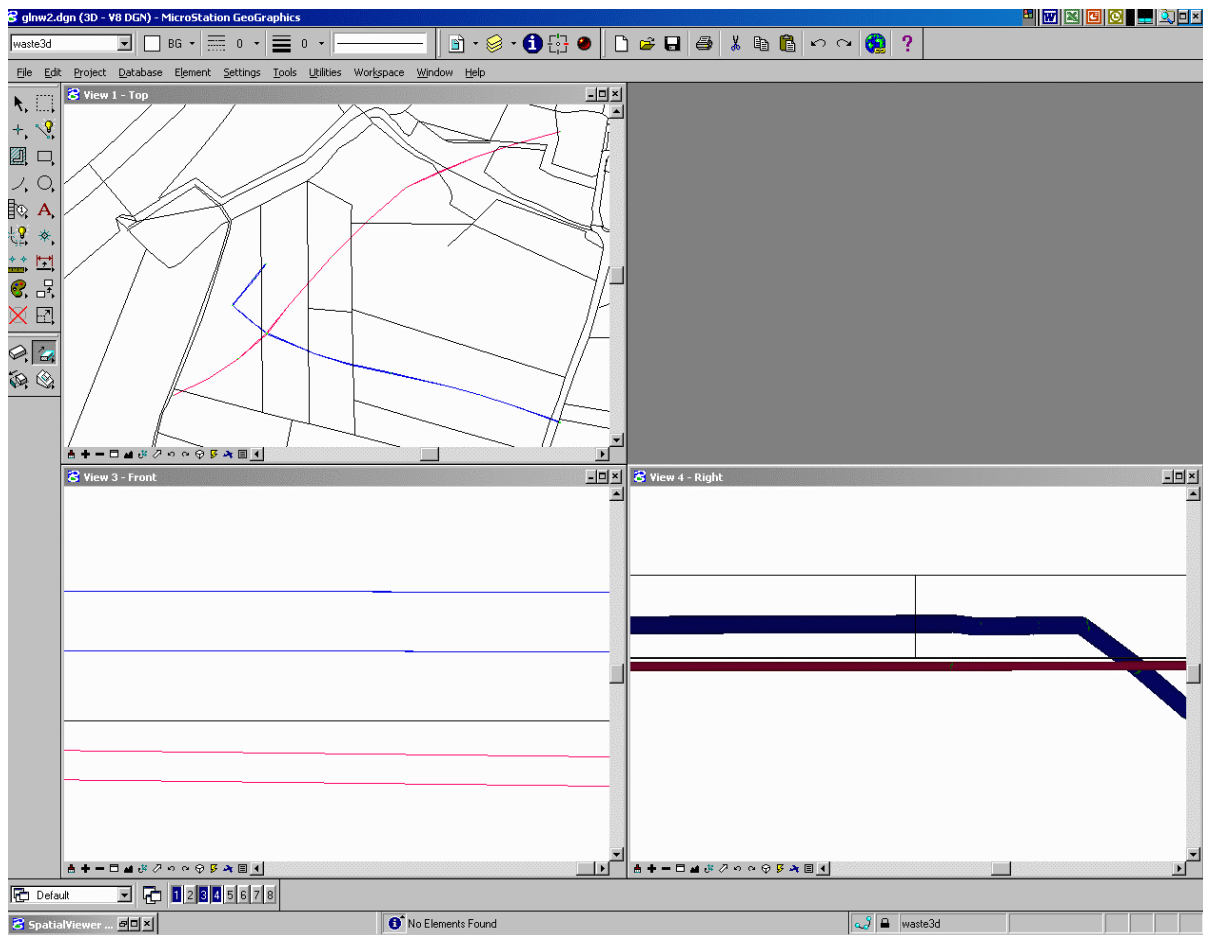 glnw2.dgn (3D - V8 DGN) - MicroStation GeoGraphics
waste3d BG 0 0
File Edit Project Database Element Settings Tools Utilities Workspace Window Help
View 1 - Top
View 3 - Front
View 4 - Right
Default 1 2 3 4 5 6 7 8
SpatialViewer ... No Elements Found waste3d